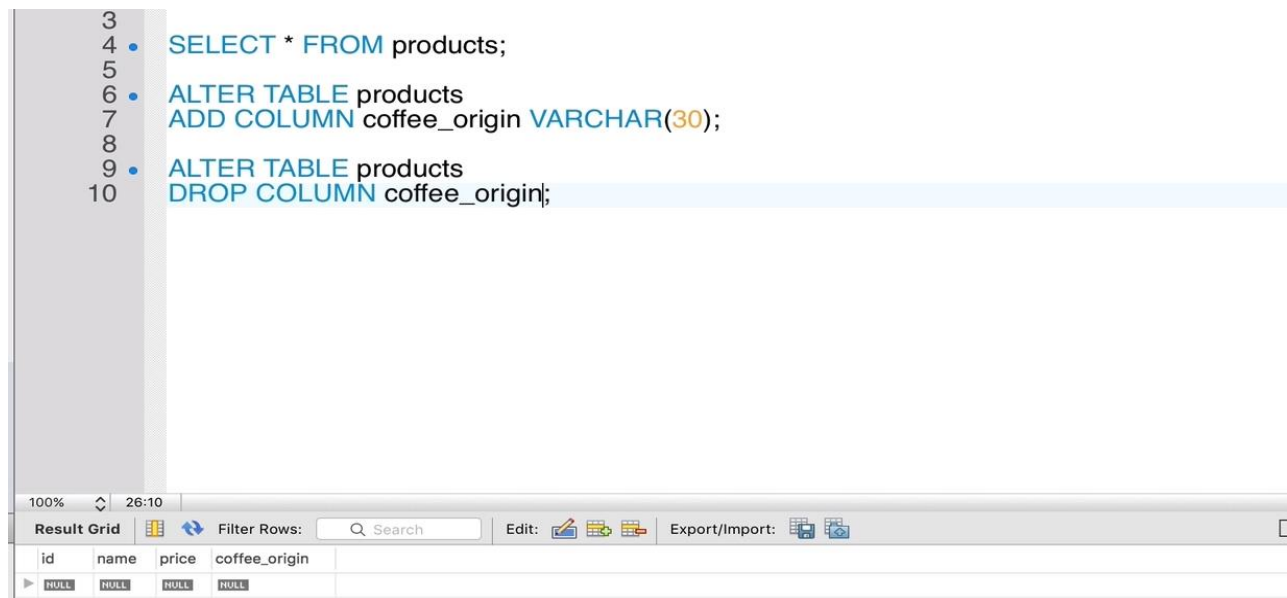 3
4 SELECT * FROM products;
5
6 ALTER TABLE products
7 ADD COLUMN coffee_origin VARCHAR(30);
8
9 ALTER TABLE products
10 DROP COLUMN coffee_origin;
100% 26:10
Result Grid Filter Rows: Search Edit: Export/Import:
id name price coffee_origin
NULL NULL NULL NULL